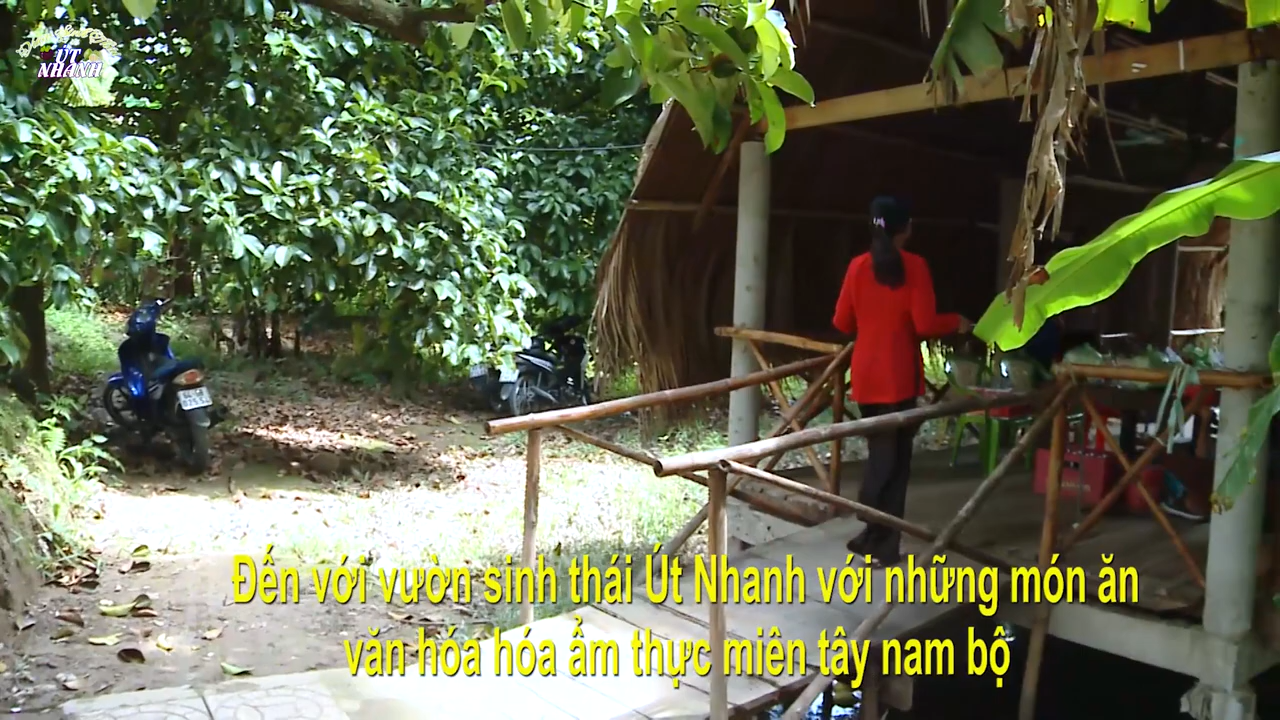 ÚT
NHANH
Đến với vườn sinh thái Út Nhanh với những món ăn
văn hóa hóa ẩm thực miên tây nam bộ